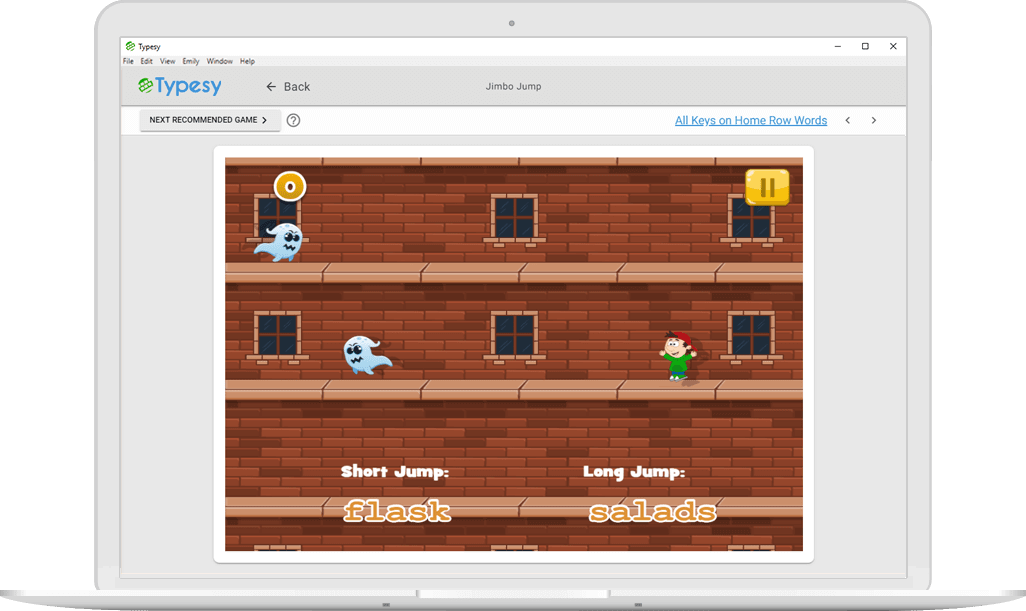 Typesy
File Edit View Emily Window Help
Typesy
← Back
Jimbo Jump
NEXT RECOMMENDED GAME >
?
All Keys on Home Row Words < >
0
Short Jump:
Long Jump:
flask
salads